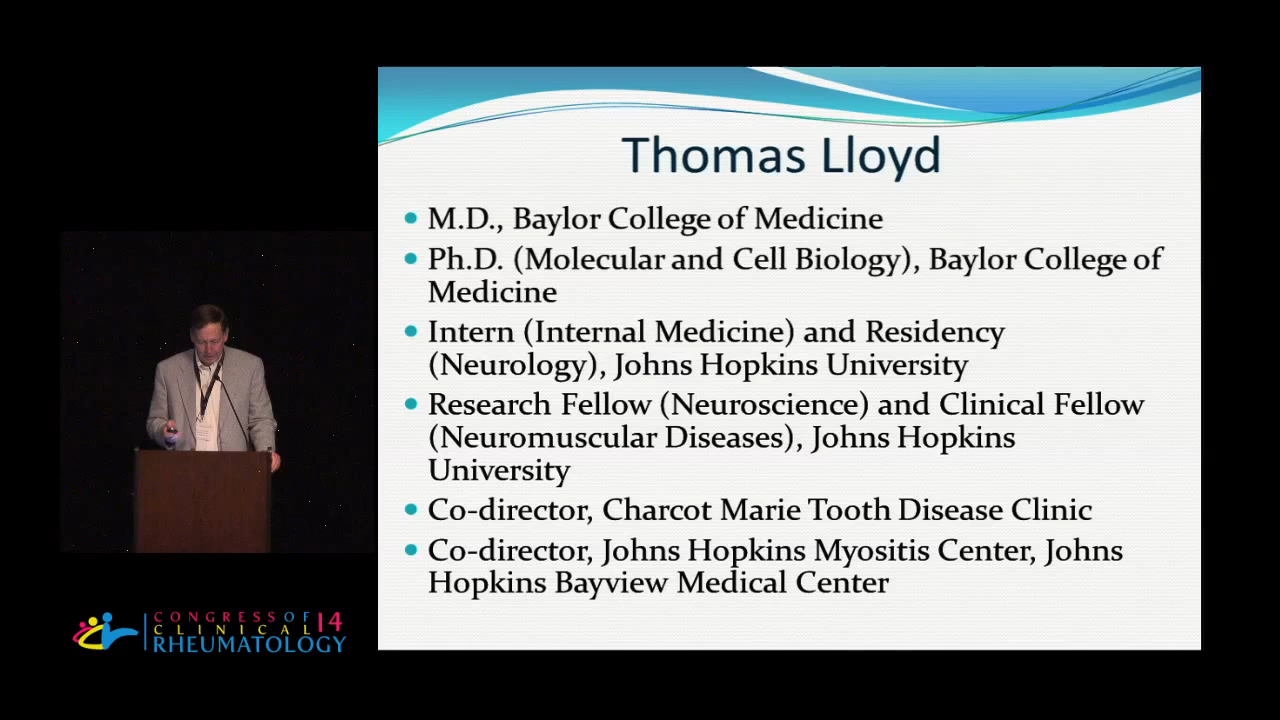 Thomas Lloyd
• M.D., Baylor College of Medicine
• Ph.D. (Molecular and Cell Biology), Baylor College of
Medicine
• Intern (Internal Medicine) and Residency
(Neurology), Johns Hopkins University
• Research Fellow (Neuroscience) and Clinical Fellow
(Neuromuscular Diseases), Johns Hopkins
University
• Co-director, Charcot Marie Tooth Disease Clinic
• Co-director, Johns Hopkins Myositis Center, Johns
Hopkins Bayview Medical Center
CONGRESS OF 14
CLINICAL
RHEUMATOLOGY